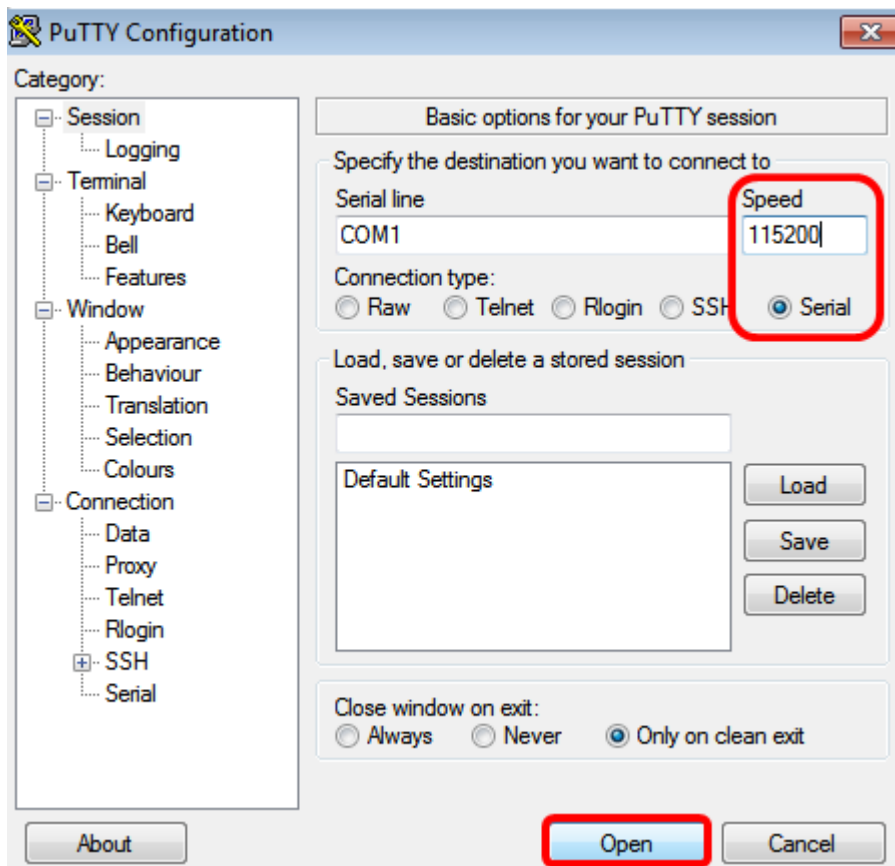 PuTTY Configuration
Category:
Session
Logging
Terminal
Keyboard
Bell
Features
Window
Appearance
Behaviour
Translation
Selection
Colours
Connection
Data
Proxy
Telnet
Rlogin
SSH
Serial
Basic options for your PuTTY session
Specify the destination you want to connect to
Serial line Speed
COM1 115200
Connection type:
Raw Telnet Rlogin SSH Serial
Load, save or delete a stored session
Saved Sessions
Default Settings
Load
Save
Delete
Close window on exit:
Always Never Only on clean exit
About Open Cancel